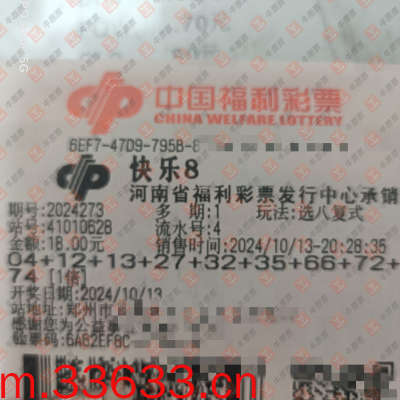 中国福利彩票
CHINA WELFARE LOTTERY
6EF7-47D9-795B-
快乐8
河南省福利彩票发行中心承销
期号:2024273 多期:1 玩法:选八复式
站号:41010628 流水号:4
金额:18.00元 销售时间:2024/10/13-20:28:35
04+12+13+27+32+35+66+72+
74 [1倍]
开奖日期:2024/10/13
站地址:郑州市
感谢您为公益事
验票码:6AB2EF8C
m.33633.cn